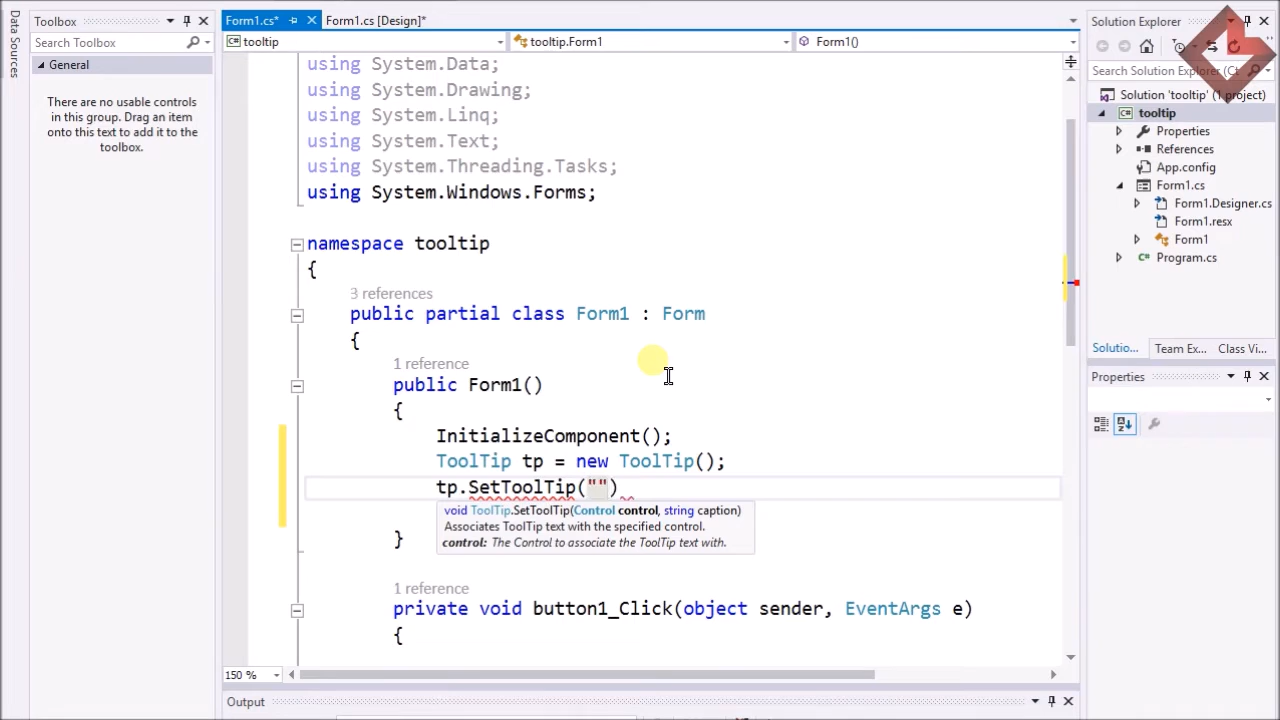 Data Sources
Toolbox
Search Toolbox
General
There are no usable controls
in this group. Drag an item
onto this text to add it to the
toolbox.
Form1.cs*
Form1.cs [Design]*
tooltip
tooltip.Form1
Form1()
using System.Data;
using System.Drawing;
using System.Linq;
using System.Text;
using System.Threading.Tasks;
using System.Windows.Forms;
namespace tooltip
{
3 references
public partial class Form1 : Form
{
1 reference
public Form1()
{
InitializeComponent();
ToolTip tp = new ToolTip();
tp.SetToolTip("")
void ToolTip.SetToolTip(Control control, string caption)
Associates ToolTip text with the specified control.
control: The Control to associate the ToolTip text with.
}
1 reference
private void button1_Click(object sender, EventArgs e)
{
150 %
Output
Solution Explorer
Search Solution Explorer (Ct
Solution 'tooltip' (1 project)
tooltip
Properties
References
App.config
Form1.cs
Form1.Designer.cs
Form1.resx
Form1
Program.cs
Solutio...
Team Ex...
Class Vi...
Properties